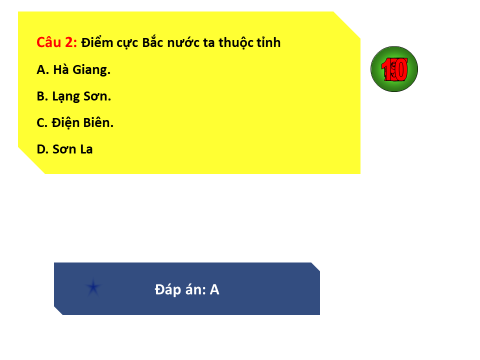 Câu 2: Điểm cực Bắc nước ta thuộc tỉnh
A. Hà Giang.
B. Lạng Sơn.
C. Điện Biên.
D. Sơn La
Đáp án: A